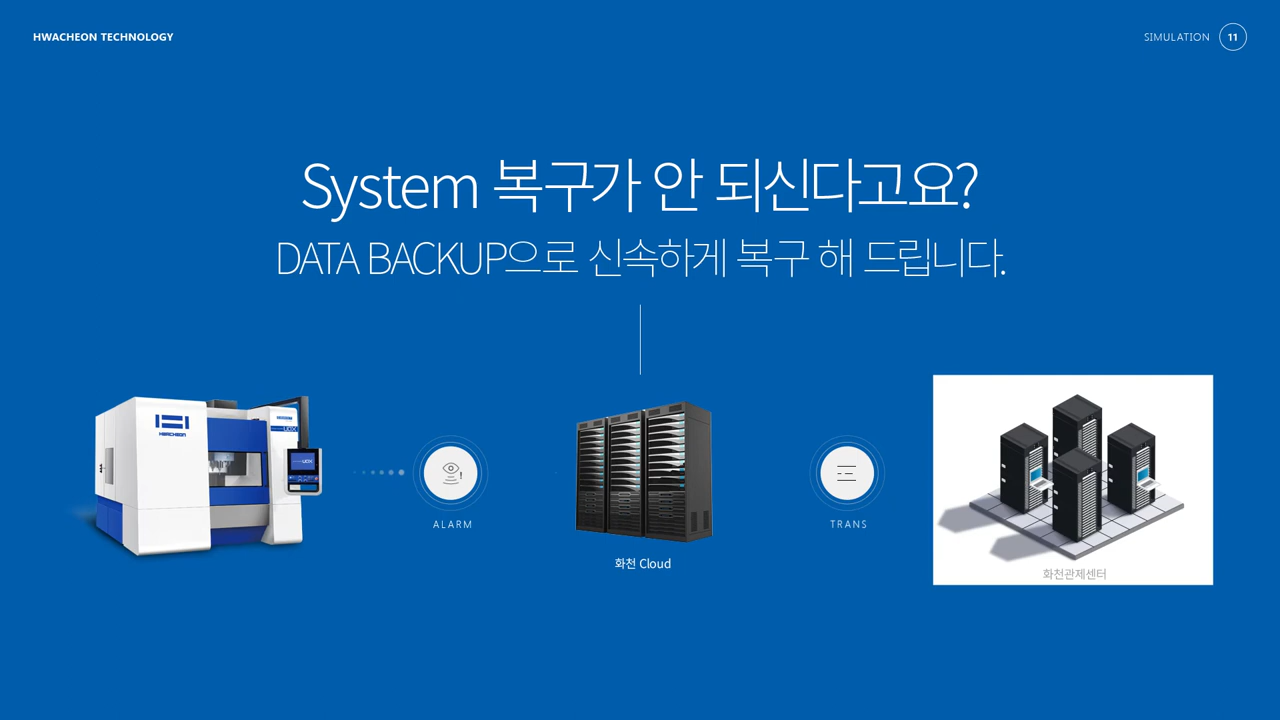 HWACHEON TECHNOLOGY
SIMULATION 11
System 복구가 안 되신다고요?
DATA BACKUP으로 신속하게 복구 해 드립니다.
HWACHEON
ALARM
TRANS
화천 Cloud
화천관제센터